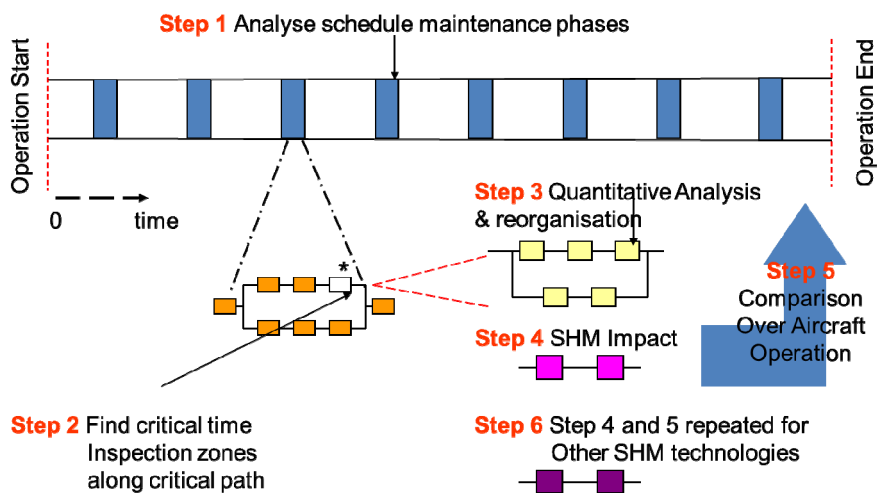 Step 1 Analyse schedule maintenance phases
Operation Start
Operation End
0 time
Step 3 Quantitative Analysis
& reorganisation
*
Step 5
Comparison
Over Aircraft
Operation
Step 4 SHM Impact
Step 2 Find critical time
Inspection zones
along critical path
Step 6 Step 4 and 5 repeated for
Other SHM technologies